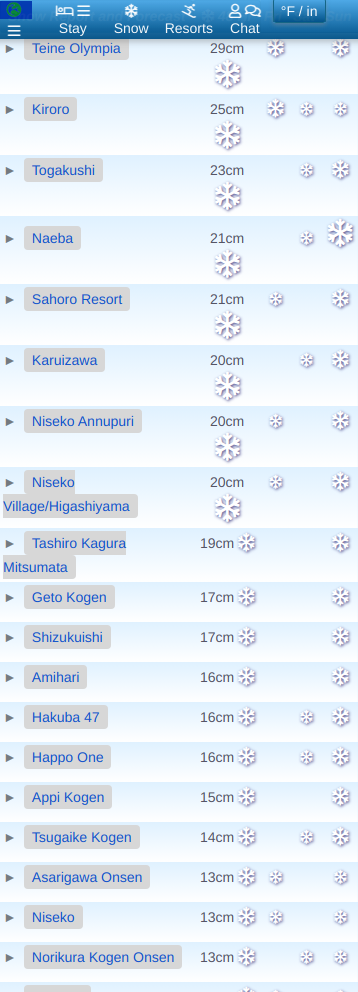 °F / in
Stay Snow Resorts Chat
Teine Olympia 29cm
Kiroro 25cm
Togakushi 23cm
Naeba 21cm
Sahoro Resort 21cm
Karuizawa 20cm
Niseko Annupuri 20cm
Niseko 20cm
Village/Higashiyama
Tashiro Kagura 19cm
Mitsumata
Geto Kogen 17cm
Shizukuishi 17cm
Amihari 16cm
Hakuba 47 16cm
Happo One 16cm
Appi Kogen 15cm
Tsugaike Kogen 14cm
Asarigawa Onsen 13cm
Niseko 13cm
Norikura Kogen Onsen 13cm